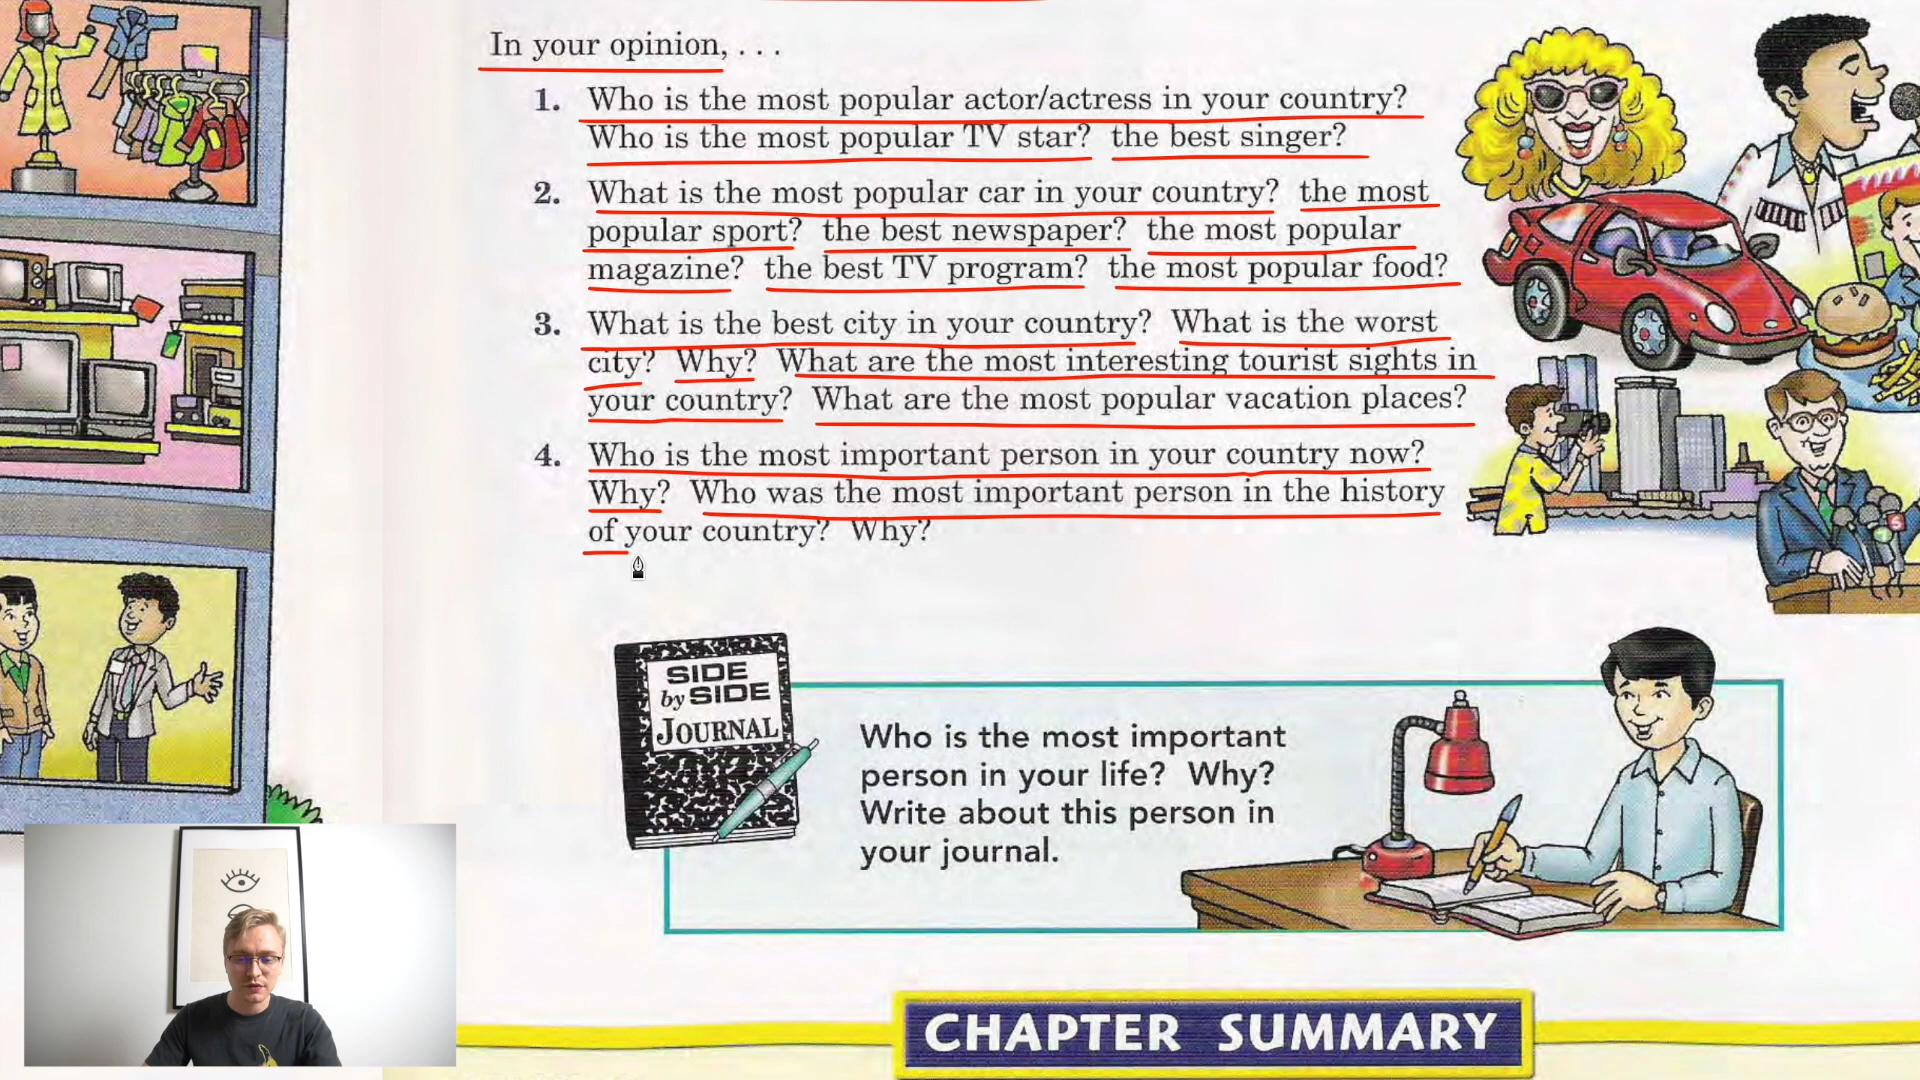 In your opinion, . . .
1. Who is the most popular actor/actress in your country?
Who is the most popular TV star? the best singer?
2. What is the most popular car in your country? the most
popular sport? the best newspaper? the most popular
magazine? the best TV program? the most popular food?
3. What is the best city in your country? What is the worst
city? Why? What are the most interesting tourist sights in
your country? What are the most popular vacation places?
4. Who is the most important person in your country now?
Why? Who was the most important person in the history
of your country? Why?
SIDE
by SIDE
JOURNAL
Who is the most important
person in your life? Why?
Write about this person in
your journal.
CHAPTER SUMMARY